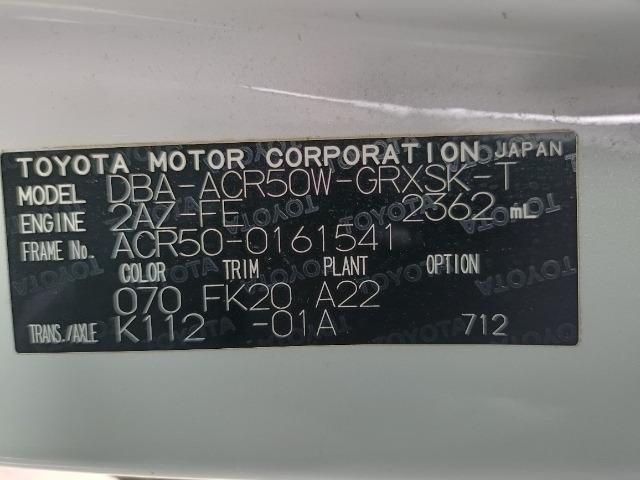 TOYOTA MOTOR CORPORATION JAPAN
MODEL DBA-ACR50W-GRXSK-T
ENGINE 2AZ-FE 2362 mL
FRAME No. ACR50-0161541
COLOR TRIM PLANT OPTION
070 FK20 A22
TRANS./AXLE K112 -01A 712